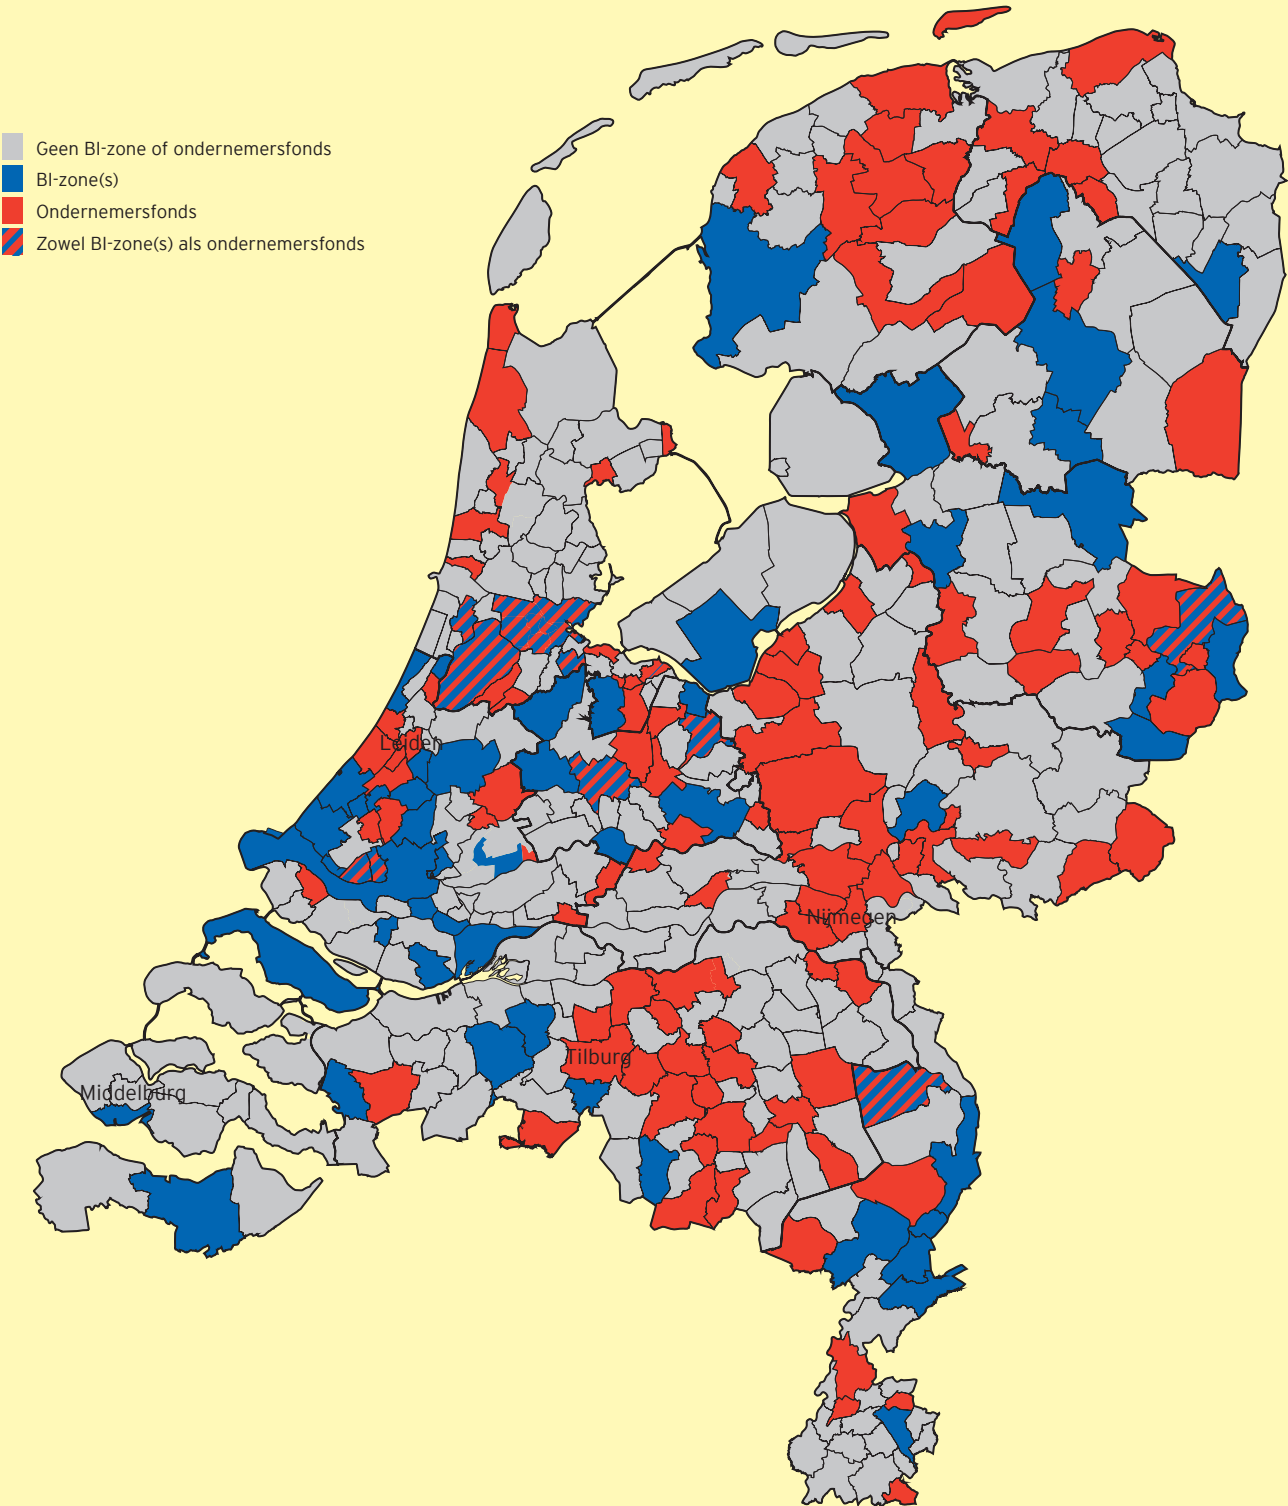 Geen BI-zone of ondernemersfonds
BI-zone(s)
Ondernemersfonds
Zowel BI-zone(s) als ondernemersfonds
Leiden
Nijmegen
Tilburg
Middelburg